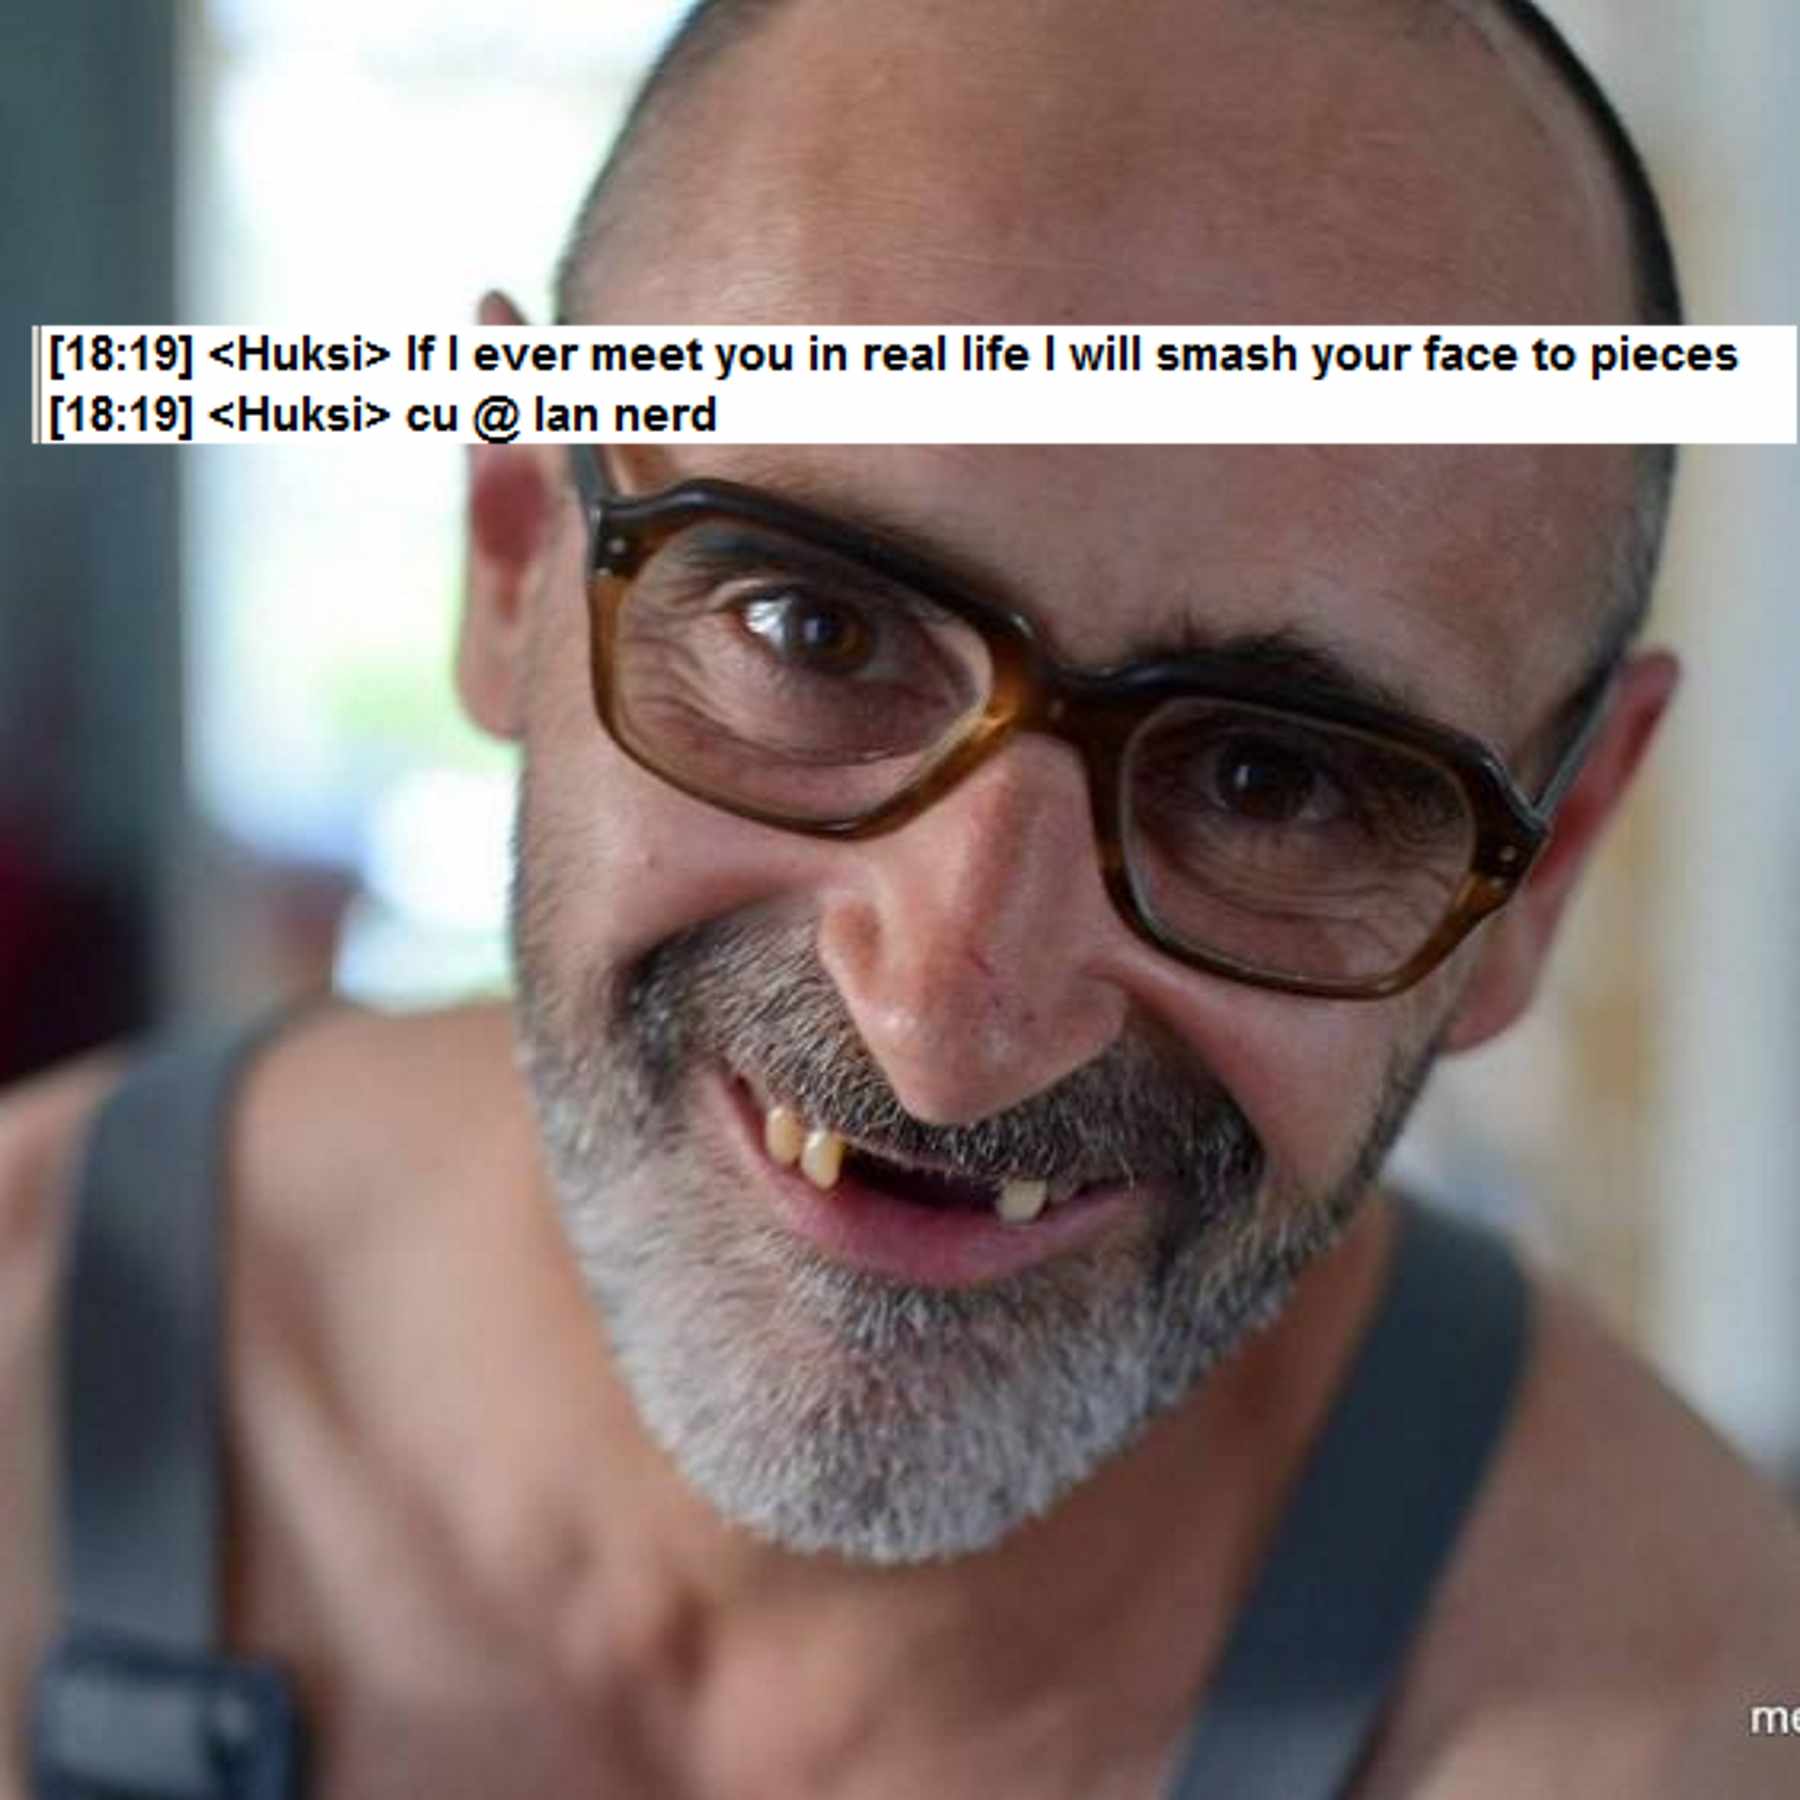 [18:19] <Huksi> If I ever meet you in real life I will smash your face to pieces
[18:19] <Huksi> cu @ lan nerd